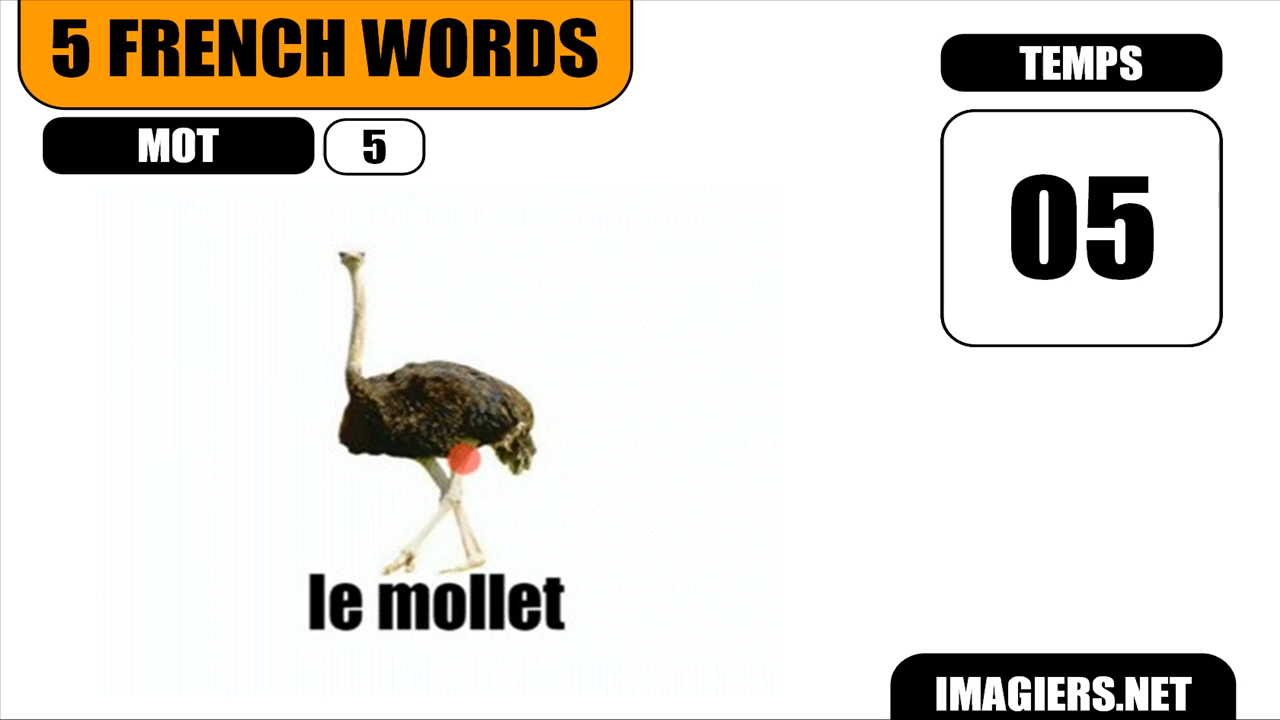 5 FRENCH WORDS
TEMPS
MOT
5
05
le mollet
IMAGIERS.NET